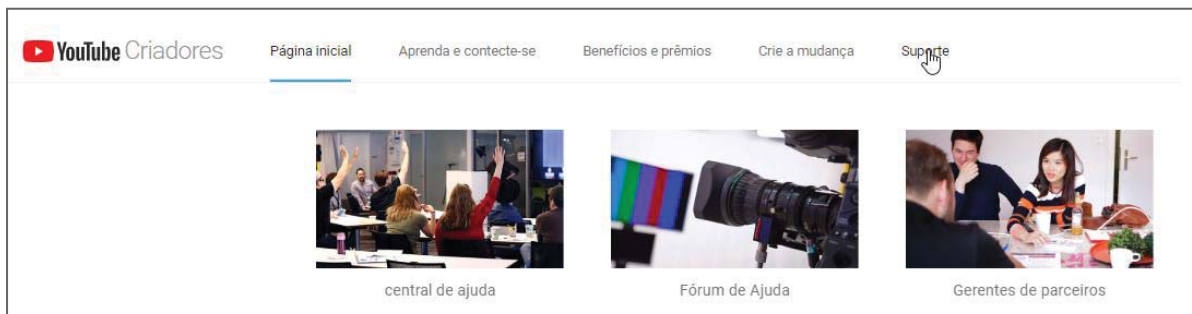 YouTube Criadores Página inicial Aprenda e contecte-se Benefícios e prêmios Crie a mudança Suporte
central de ajuda Fórum de Ajuda Gerentes de parceiros